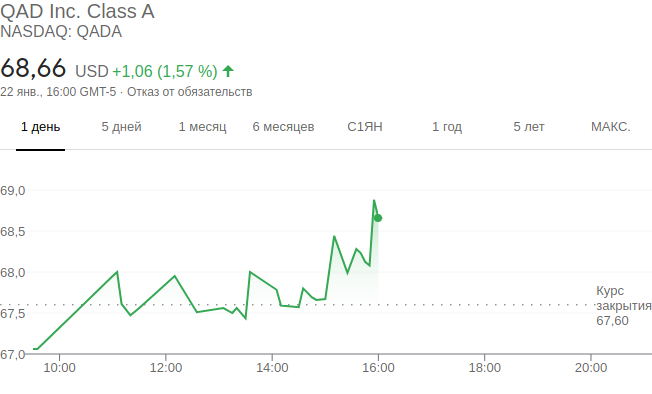 QAD Inc. Class A
NASDAQ: QADA
68,66 USD +1,06 (1,57 %)
22 янв., 16:00 GMT-5 · Отказ от обязательств
1 день 5 дней 1 месяц 6 месяцев С1ЯН 1 год 5 лет МАКС.
69,0
68,5
68,0
Курс
закрытия
67,60
67,5
67,0
10:00 12:00 14:00 16:00 18:00 20:00